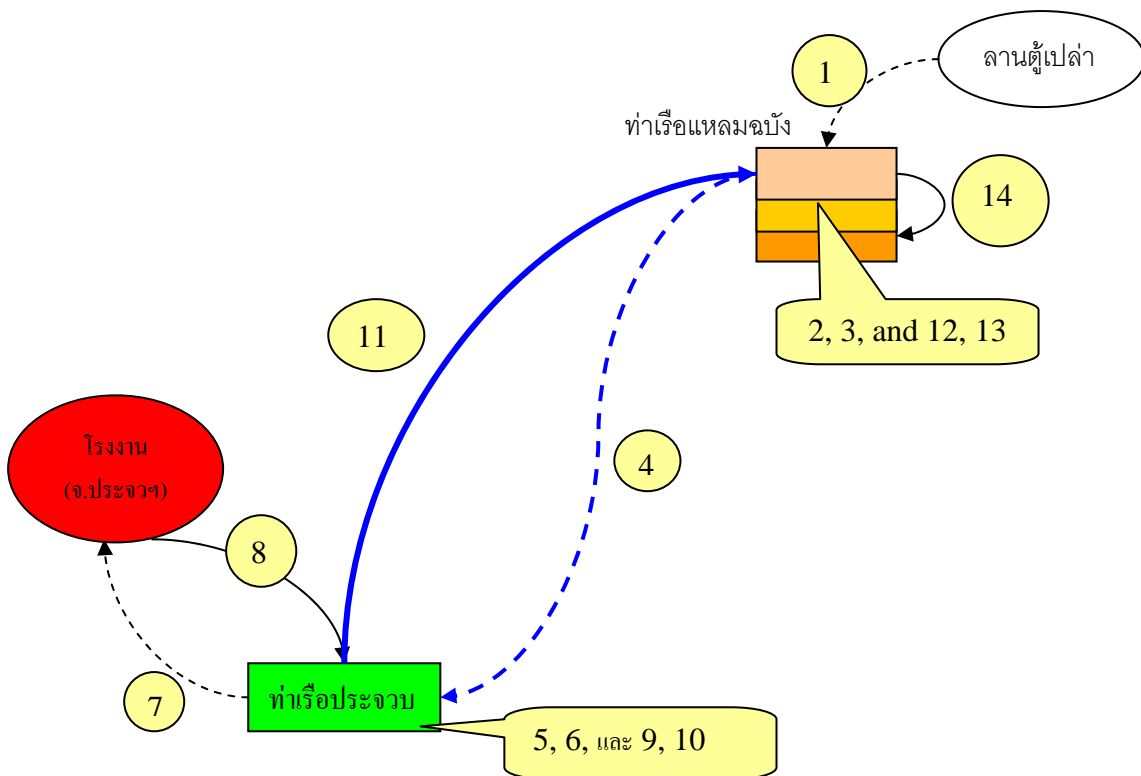 ลานตู้เปล่า
1
ท่าเรือแหลมฉบัง
14
2, 3, and 12, 13
11
4
โรงงาน
(จ.ประจวฯ)
8
7
ท่าเรือประจวบ
5, 6, และ 9, 10